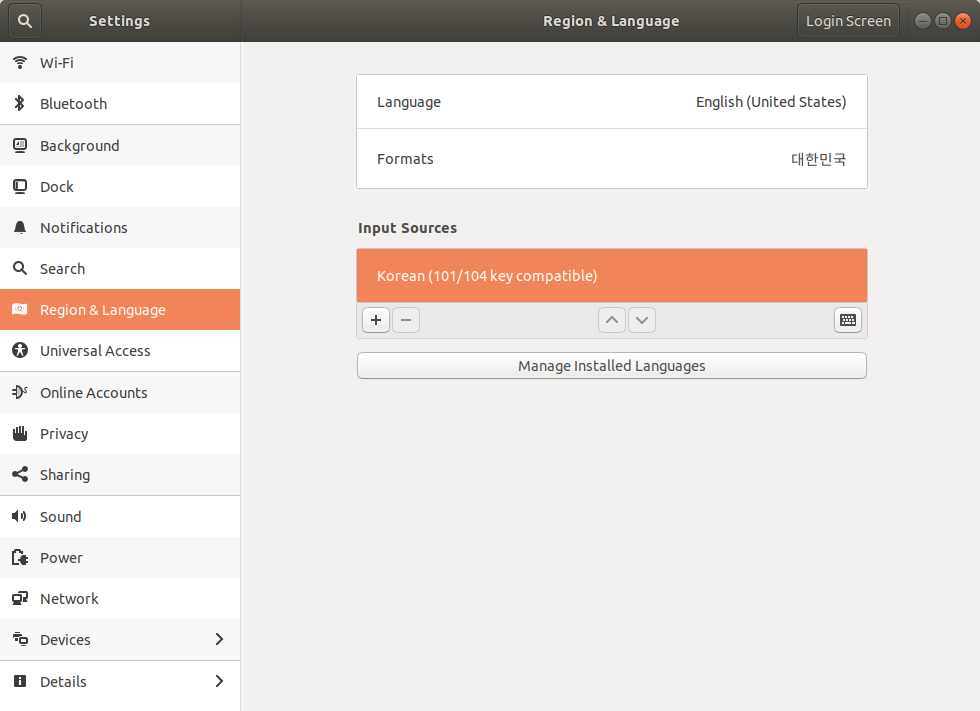 Settings
Region & Language
Login Screen
Wi-Fi
Bluetooth
Background
Dock
Notifications
Search
Region & Language
Universal Access
Online Accounts
Privacy
Sharing
Sound
Power
Network
Devices
Details
Language English (United States)
Formats 대한민국
Input Sources
Korean (101/104 key compatible)
Manage Installed Languages